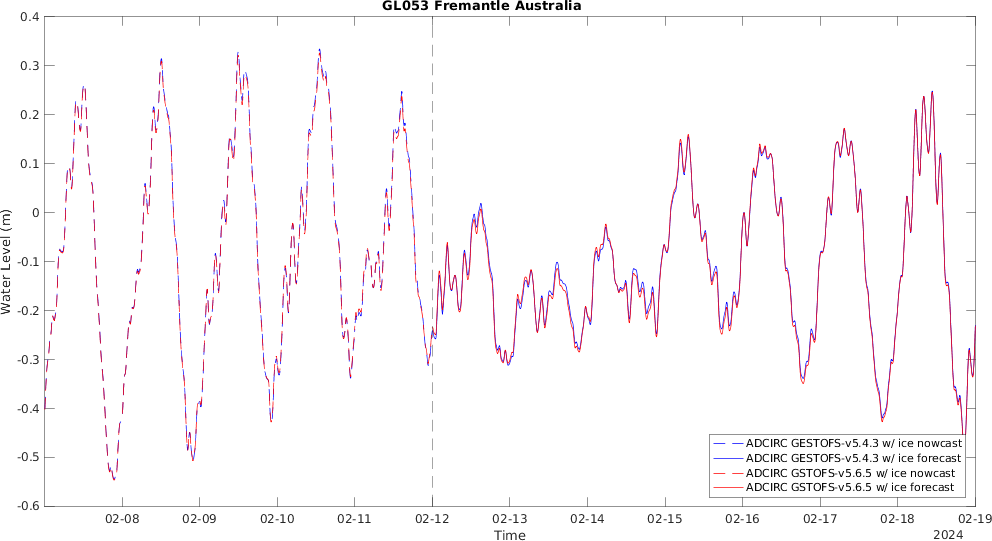 GL053 Fremantle Australia
Water Level (m)
0.4
0.3
0.2
0.1
0
-0.1
-0.2
-0.3
-0.4
-0.5
-0.6
ADCIRC GESTOFS-v5.4.3 w/ ice nowcast
ADCIRC GESTOFS-v5.4.3 w/ ice forecast
ADCIRC GSTOFS-v5.6.5 w/ ice nowcast
ADCIRC GSTOFS-v5.6.5 w/ ice forecast
02-08 02-09 02-10 02-11 02-12 02-13 02-14 02-15 02-16 02-17 02-18 02-19
Time
2024